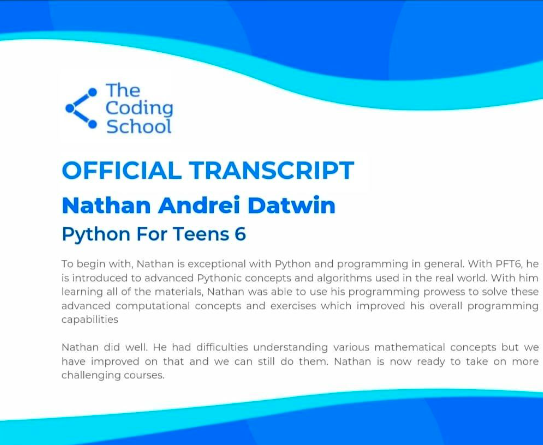 The
Coding
School
OFFICIAL TRANSCRIPT
Nathan Andrei Datwin
Python For Teens 6
To begin with, Nathan is exceptional with Python and programming in general. With PFT6, he
is introduced to advanced Pythonic concepts and algorithms used in the real world. With him
learning all of the materials, Nathan was able to use his programming prowess to solve these
advanced computational concepts and exercises which improved his overall programming
capabilities
Nathan did well. He had difficulties understanding various mathematical concepts but we
have improved on that and we can still do them. Nathan is now ready to take on more
challenging courses.